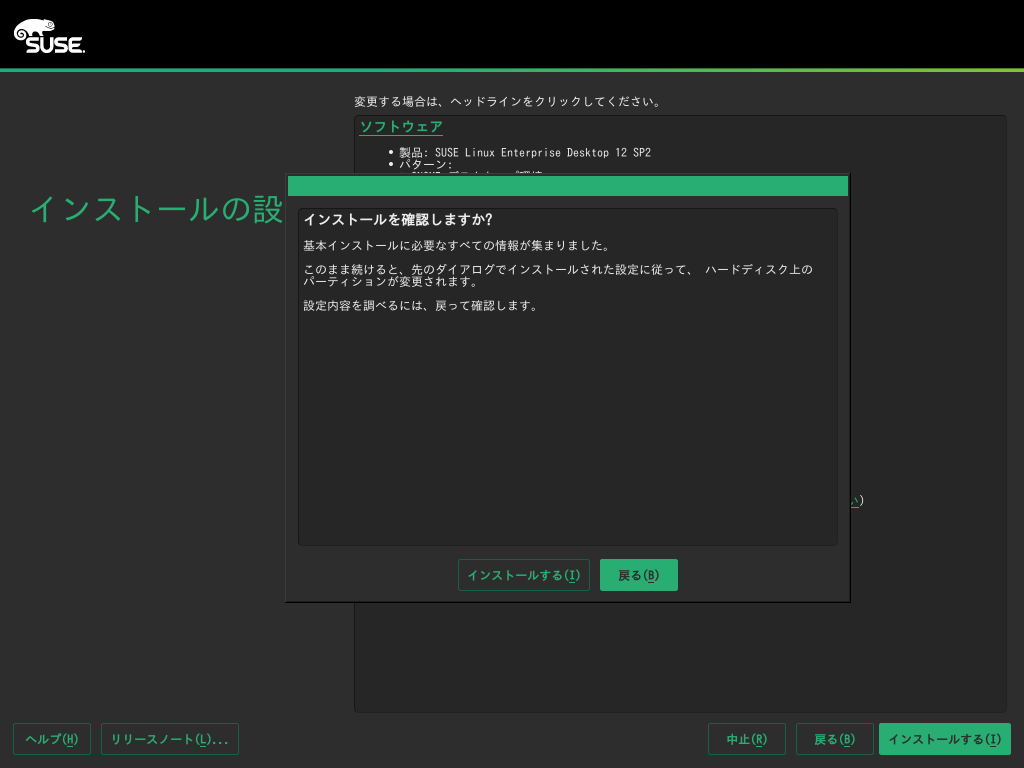 SUSE.
変更する場合は、ヘッドラインをクリックしてください。
ソフトウェア
• 製品: SUSE Linux Enterprise Desktop 12 SP2
• パターン:
インストールの設
インストールを確認しますか?
基本インストールに必要なすべての情報が集まりました。
このまま続けると、先のダイアログでインストールされた設定に従って、 ハードディスク上の
パーティションが変更されます。
設定内容を調べるには、戻って確認します。
い)
インストールする(I) 戻る(B)
ヘルプ(H) リリースノート(L)... 中止(R) 戻る(B) インストールする(I)